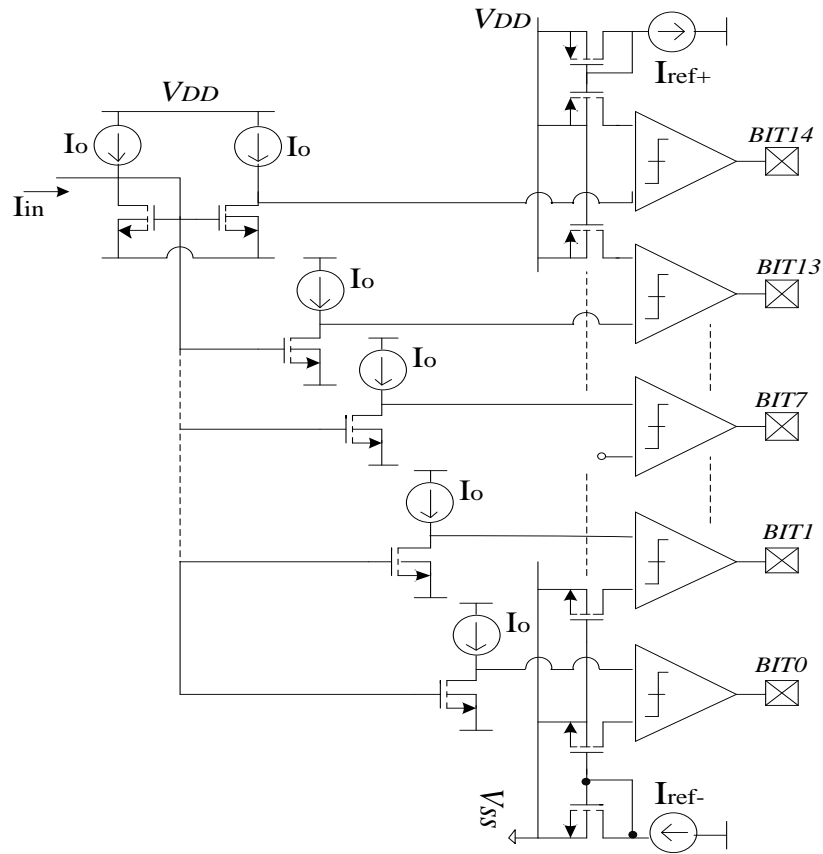 VDD
Iref+
VDD
Io
Io
BIT14
Iin
BIT13
Io
Io
BIT7
Io
BIT1
Io
BIT0
Iref-
VSS